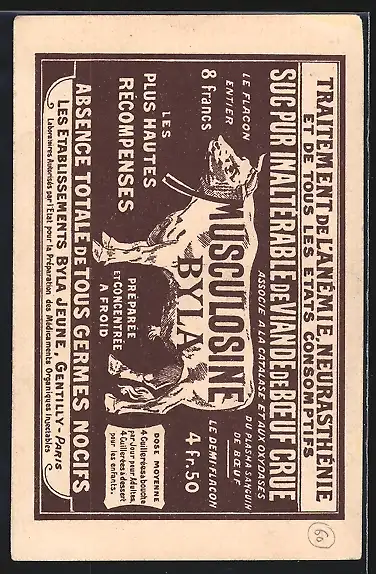 TRAITEMENT DE L'ANÉMIE, NEURASTHÉNIE
ET DE TOUS LES ETATS CONSOMPTIFS
SUC PUR INALTÉRABLE DE VIANDE DE BŒUF CRUE
ASSOCIÉ A LA CATALASE ET AUX OXYDASES
DU PLASMA SANGUIN
DE BŒUF
LE FLACON
ENTIER
8 francs
LE DEMI FLACON
4 Fr. 50
MUSCULOSINE
BYLA
LES
PLUS HAUTES
RÉCOMPENSES
PRÉPARÉE
ET CONCENTRÉE
A FROID
DOSE MOYENNE
4 Cuillerées à bouche
par Jour pour Adultes,
4 Cuillerées à dessert
pour les enfants.
ABSENCE TOTALE DE TOUS GERMES NOCIFS
LES ETABLISSEMENTS BYLA JEUNE, GENTILLY - PARIS
Laboratoires Autorisés par l'Etat pour la Préparation des Médicaments Organiques Injectables
60